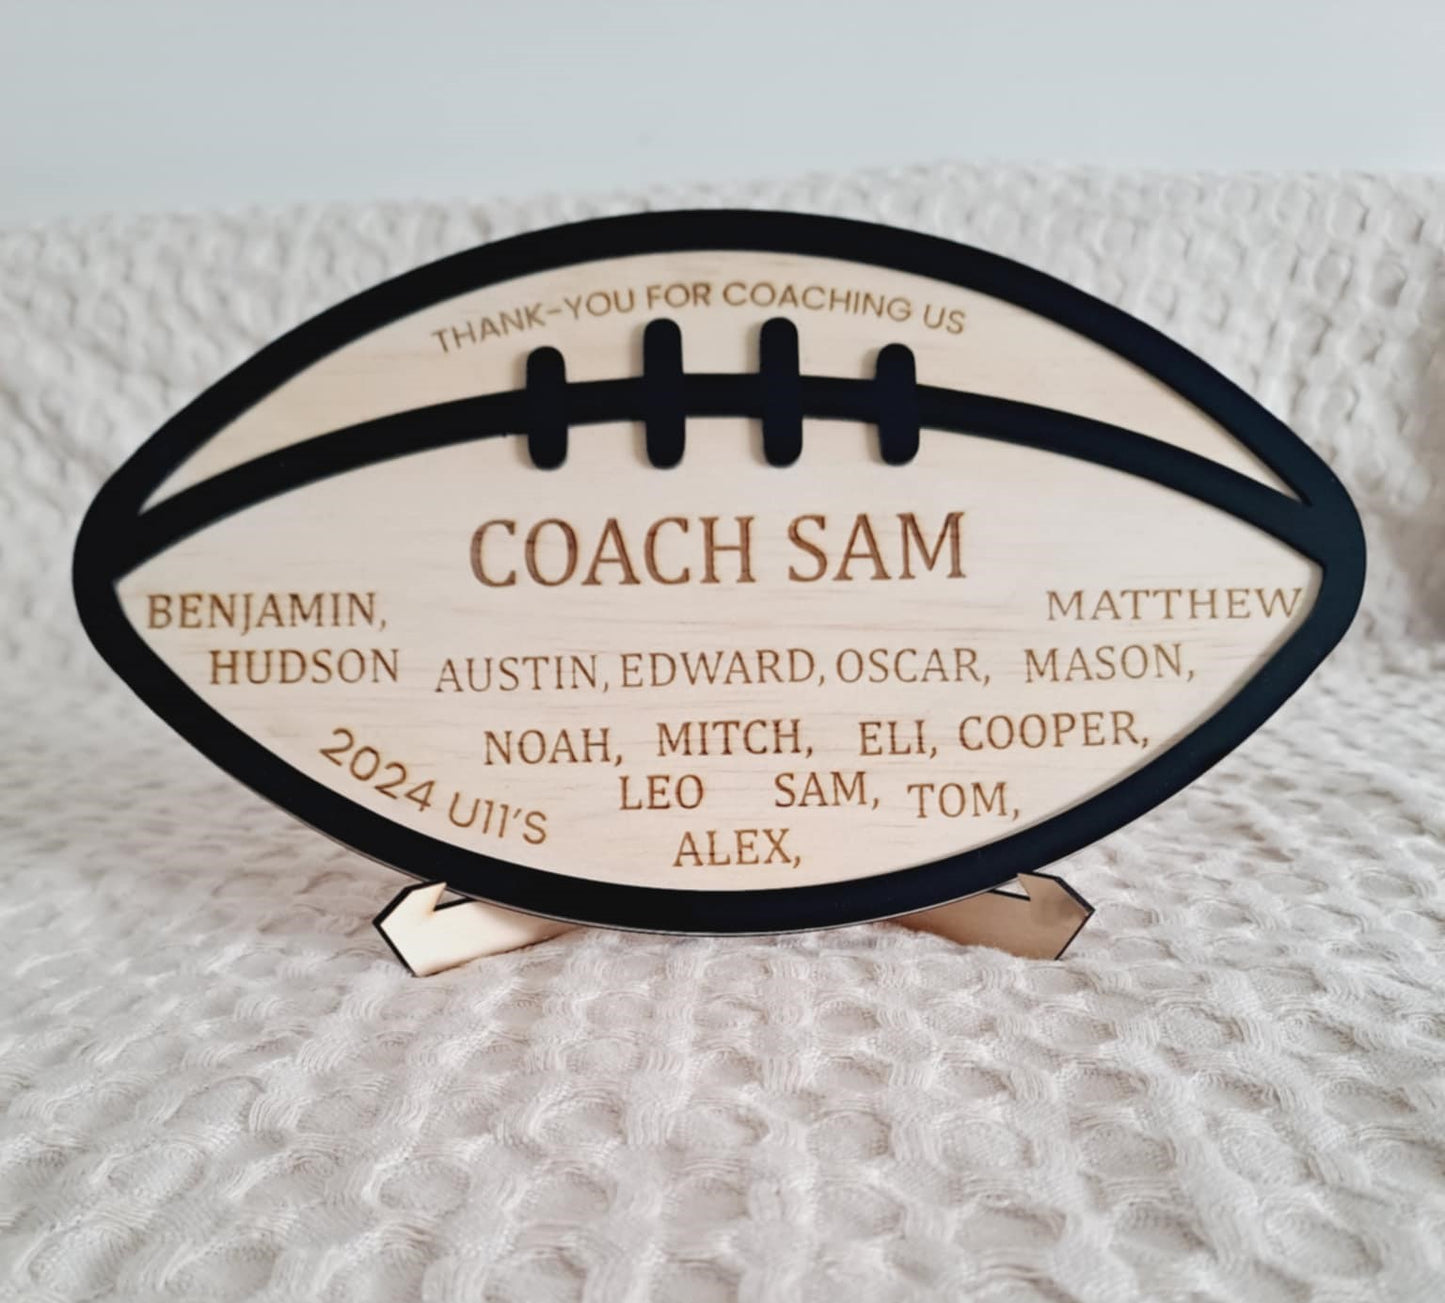 THANK-YOU FOR COACHING US
COACH SAM
BENJAMIN, MATTHEW
HUDSON AUSTIN, EDWARD, OSCAR, MASON,
NOAH, MITCH, ELI, COOPER,
LEO SAM, TOM,
ALEX,
2024 U11'S